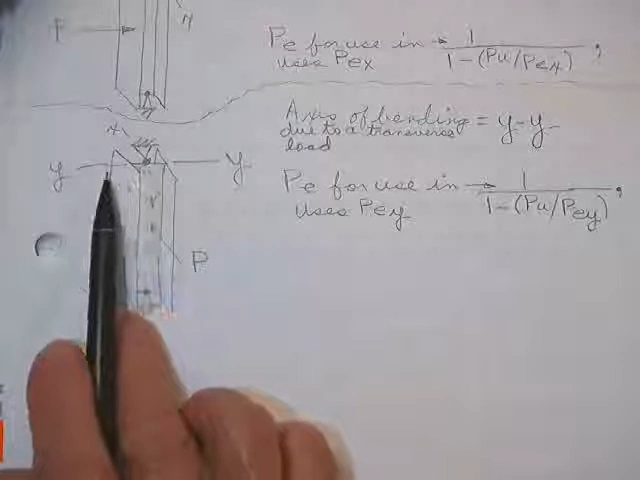 P
Pe for use in → 1 / 1-(Pu/Pex) ,
uses Pex
Axis of bending
due to a transverse = y-y
load
y y
Pe for use in → 1 / 1-(Pu/Pey) ,
uses Pey
P